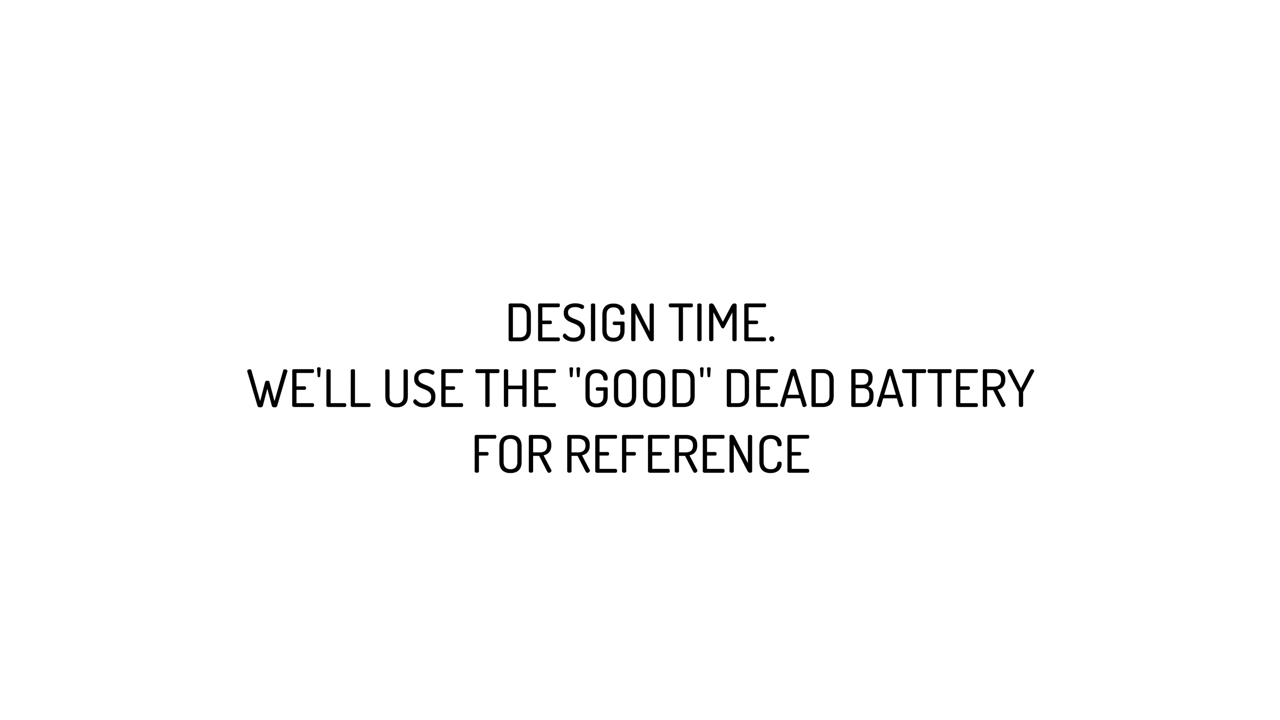 DESIGN TIME.
WE'LL USE THE "GOOD" DEAD BATTERY
FOR REFERENCE